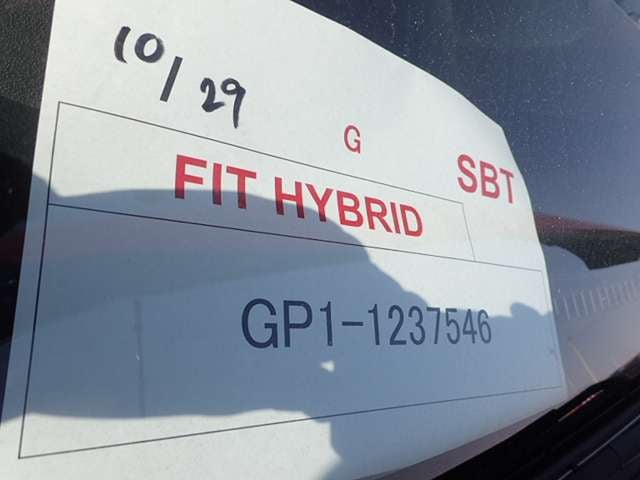 10/29
G
SBT
FIT HYBRID
GP1-1237546